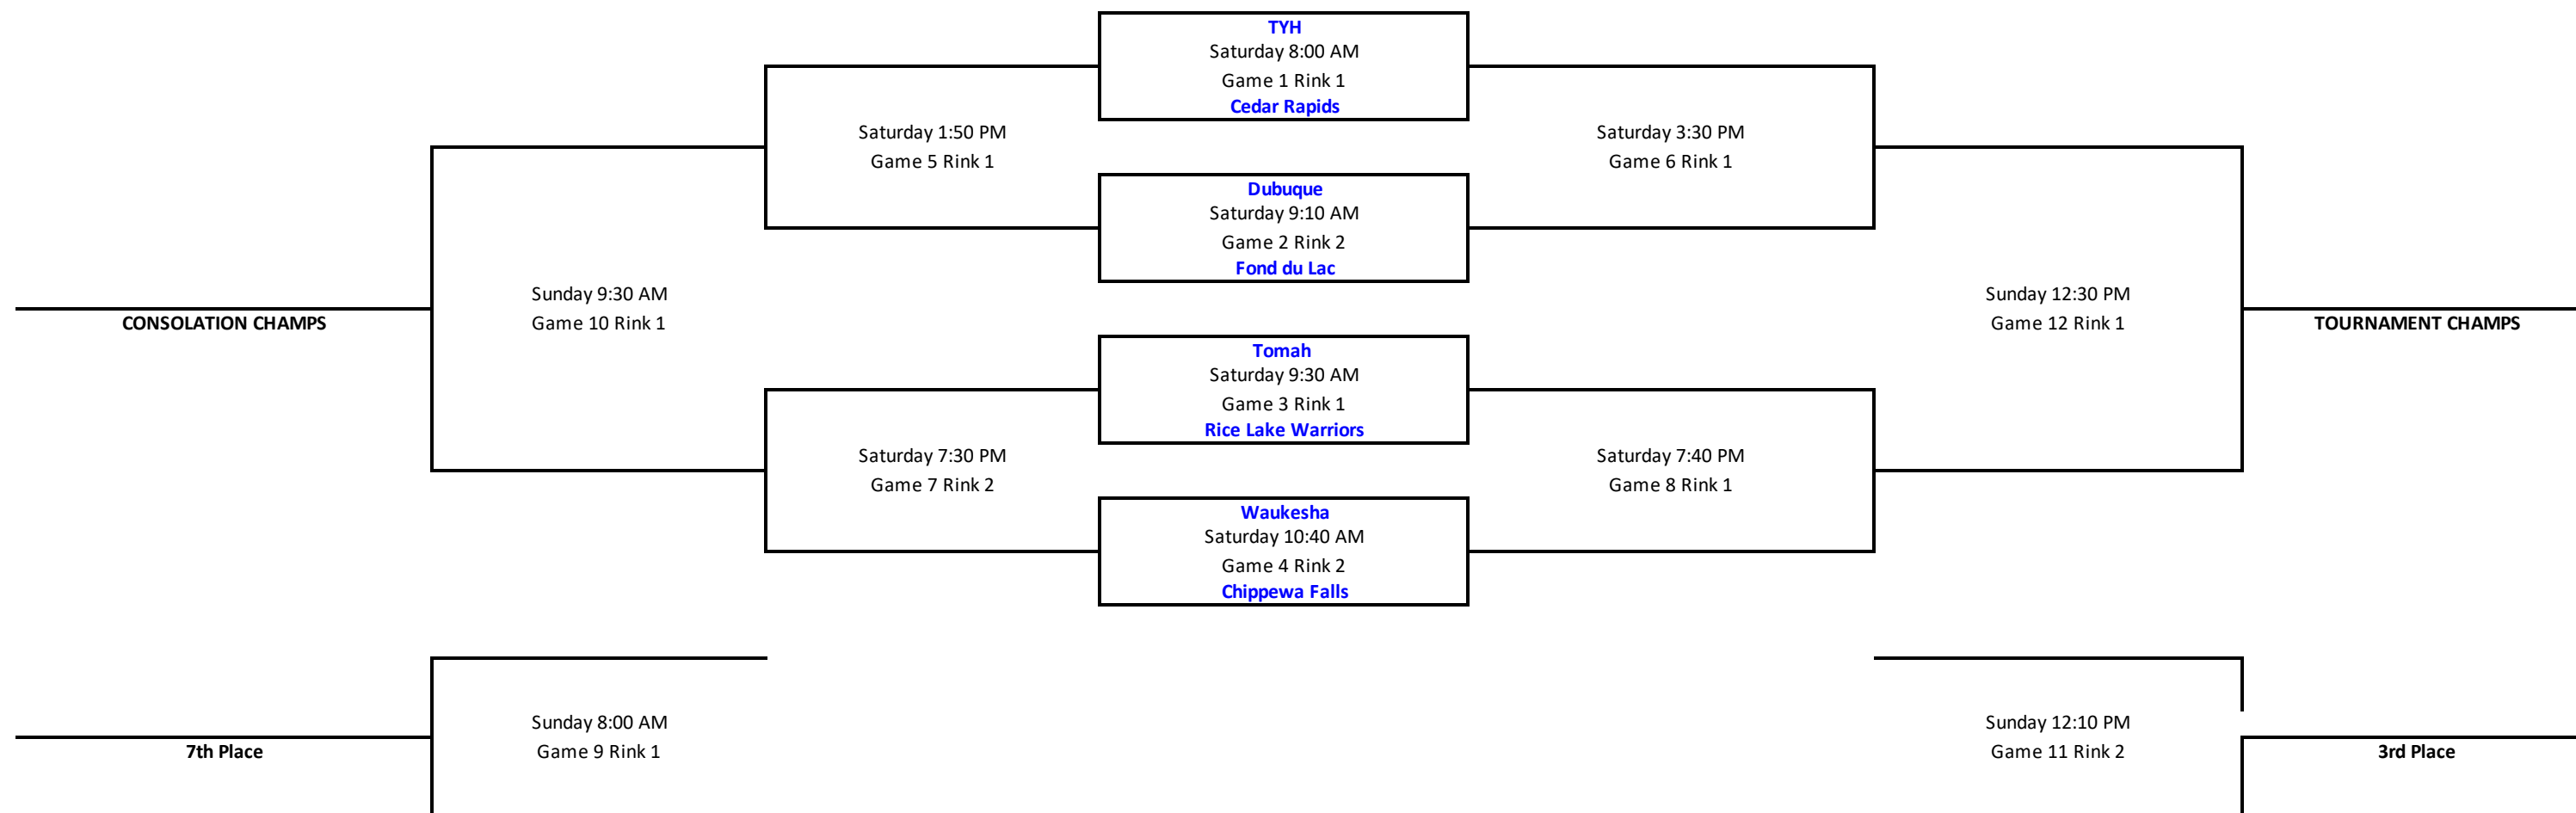 TYH
Saturday 8:00 AM
Game 1 Rink 1
Cedar Rapids
Saturday 1:50 PM
Game 5 Rink 1
Saturday 3:30 PM
Game 6 Rink 1
Dubuque
Saturday 9:10 AM
Game 2 Rink 2
Fond du Lac
Sunday 9:30 AM
Game 10 Rink 1
CONSOLATION CHAMPS
Sunday 12:30 PM
Game 12 Rink 1
TOURNAMENT CHAMPS
Tomah
Saturday 9:30 AM
Game 3 Rink 1
Rice Lake Warriors
Saturday 7:30 PM
Game 7 Rink 2
Saturday 7:40 PM
Game 8 Rink 1
Waukesha
Saturday 10:40 AM
Game 4 Rink 2
Chippewa Falls
Sunday 8:00 AM
Game 9 Rink 1
7th Place
Sunday 12:10 PM
Game 11 Rink 2
3rd Place